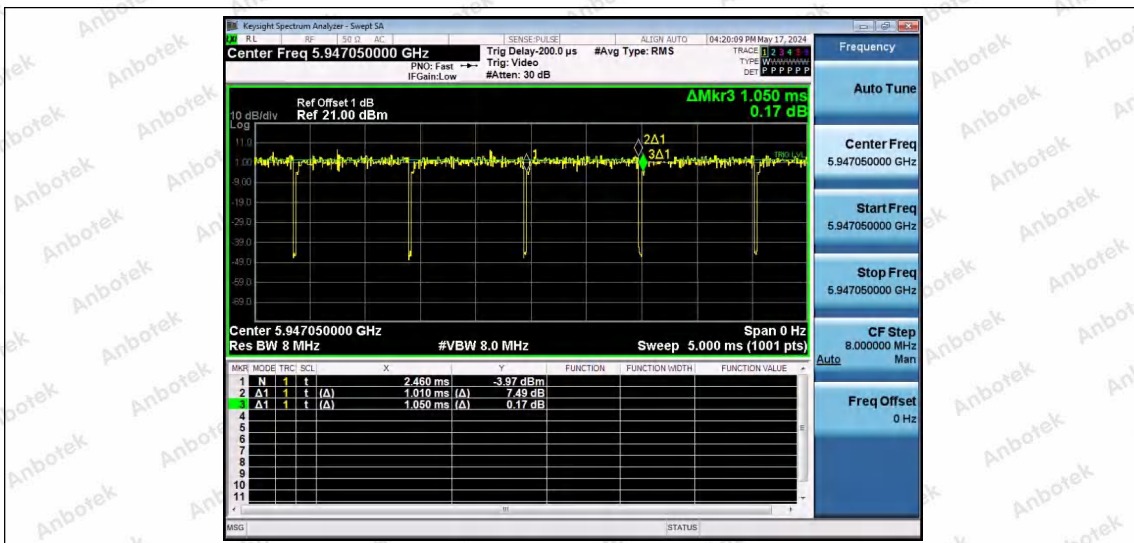 Keysight Spectrum Analyzer - Swept SA
RL RF 50 Ω AC SENSE:PULSE ALIGN AUTO 04:20:09 PM May 17, 2024
Center Freq 5.947050000 GHz
PNO: Fast
IFGain:Low
Trig Delay-200.0 µs
Trig: Video
#Atten: 30 dB
#Avg Type: RMS
TRACE 1 2 3 4 5 6
TYPE W
DET P P P P P P
ΔMkr3 1.050 ms
0.17 dB
Ref Offset 1 dB
10 dB/div Ref 21.00 dBm
Log
11.0
1.00
-9.00
-19.0
-29.0
-39.0
-49.0
-59.0
-69.0
1
2Δ1
3Δ1
TRIG LVL
Center 5.947050000 GHz Span 0 Hz
Res BW 8 MHz #VBW 8.0 MHz Sweep 5.000 ms (1001 pts)
MKR MODE TRC SCL X Y FUNCTION FUNCTION WIDTH FUNCTION VALUE
1 N 1 t 2.460 ms -3.97 dBm
2 Δ1 1 t (Δ) 1.010 ms (Δ) 7.49 dB
3 Δ1 1 t (Δ) 1.050 ms (Δ) 0.17 dB
4
5
6
7
8
9
10
11
MSG STATUS
Frequency
Auto Tune
Center Freq
5.947050000 GHz
Start Freq
5.947050000 GHz
Stop Freq
5.947050000 GHz
CF Step
8.000000 MHz
Auto Man
Freq Offset
0 Hz
Anbotek